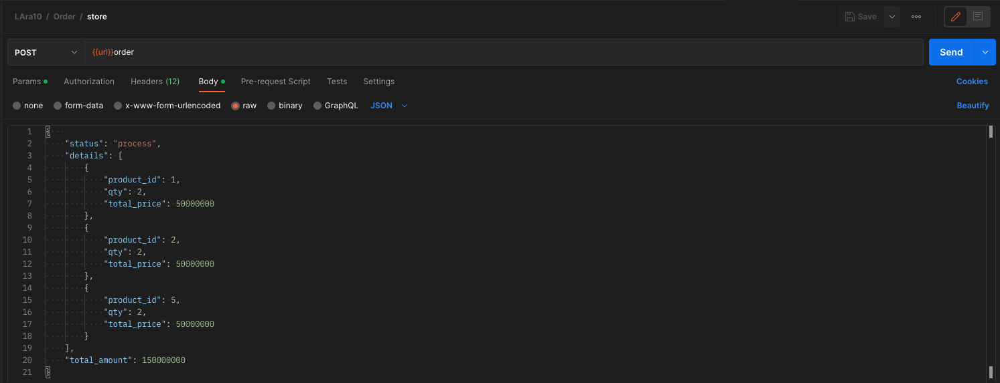 LAra10 / Order / store
Save
POST
{{url}}order
Send
Params Authorization Headers (12) Body Pre-request Script Tests Settings Cookies
none form-data x-www-form-urlencoded raw binary GraphQL JSON Beautify
1 {
2 "status": "process",
3 "details": [
4 {
5 "product_id": 1,
6 "qty": 2,
7 "total_price": 50000000
8 },
9 {
10 "product_id": 2,
11 "qty": 2,
12 "total_price": 50000000
13 },
14 {
15 "product_id": 5,
16 "qty": 2,
17 "total_price": 50000000
18 }
19 ],
20 "total_amount": 150000000
21 }